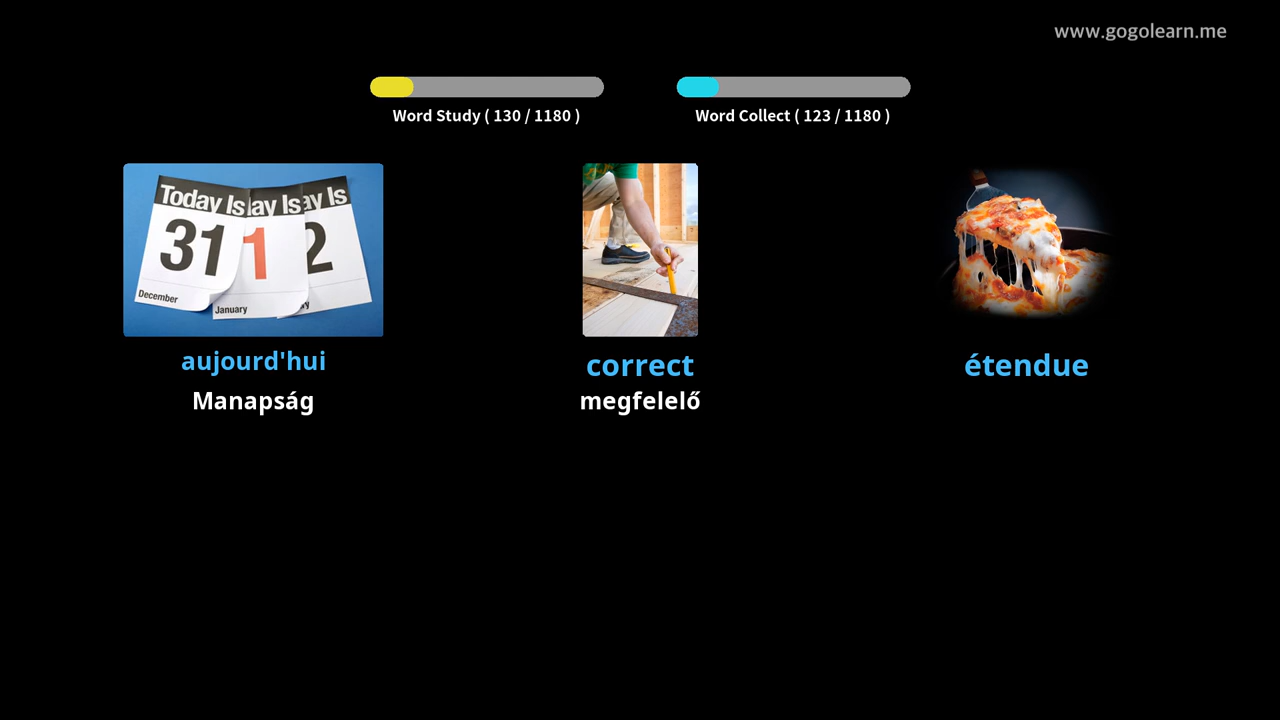 www.gogolearn.me
Word Study ( 130 / 1180 )
Word Collect ( 123 / 1180 )
Today Is
ay Is
ay Is
31
1
2
December
January
aujourd'hui
correct
étendue
Manapság
megfelelő